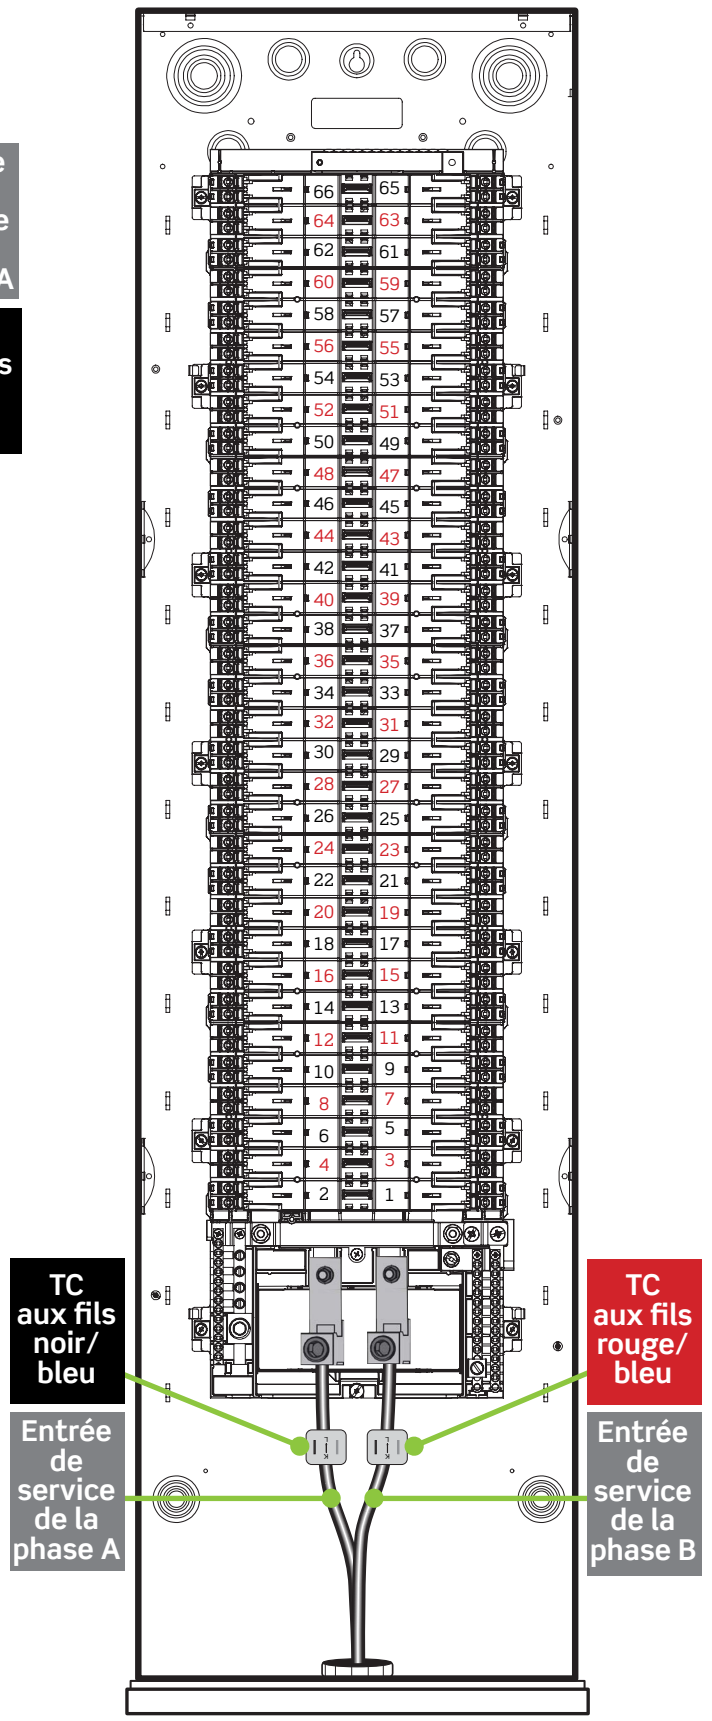 e
e
A
s
66 65
64 63
62 61
60 59
58 57
56 55
54 53
52 51
50 49
48 47
46 45
44 43
42 41
40 39
38 37
36 35
34 33
32 31
30 29
28 27
26 25
24 23
22 21
20 19
18 17
16 15
14 13
12 11
10 9
8 7
6 5
4 3
2 1
TC
aux fils
noir/
bleu
TC
aux fils
rouge/
bleu
K
L
K
L
Entrée
de
service
de la
phase A
Entrée
de
service
de la
phase B